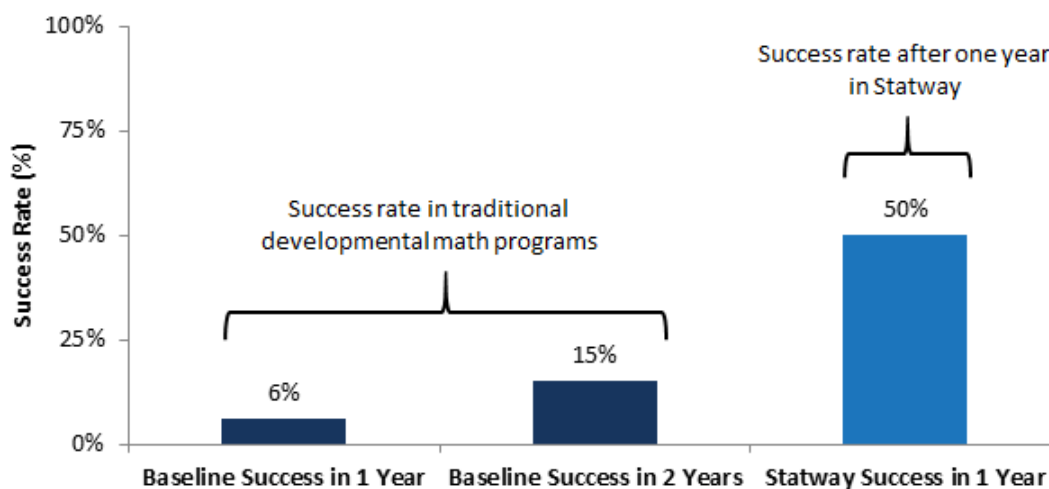 100%
Success rate after one year
in Statway
75%
Success Rate (%)
Success rate in traditional
developmental math programs
50%
50%
25%
15%
6%
0%
Baseline Success in 1 Year
Baseline Success in 2 Years
Statway Success in 1 Year